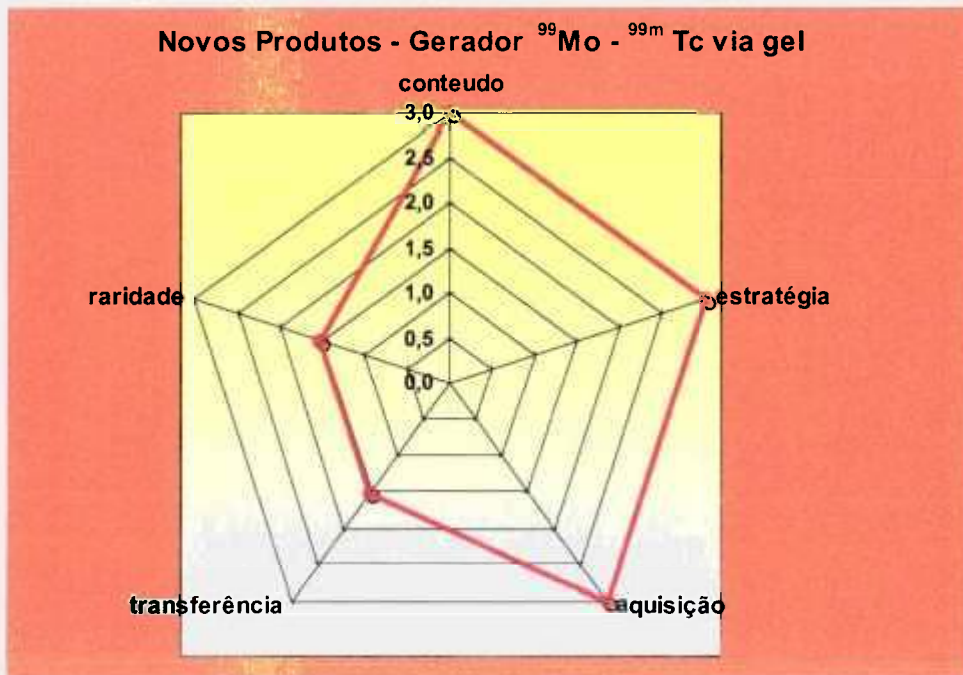 Novos Produtos - Gerador ⁹⁹Mo - ⁹⁹ᵐ Tc via gel
conteudo
3,0
2,5
2,0
1,5
1,0
0,5
0,0
raridade
estratégia
transferência
aquisição